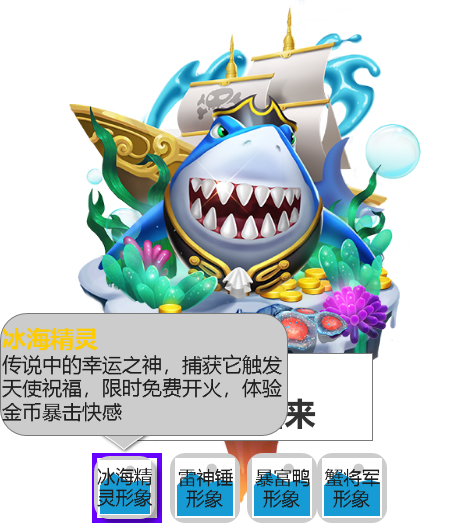 冰海精灵
传说中的幸运之神，捕获它触发
天使祝福，限时免费开火，体验
金币暴击快感
来
冰海精
灵形象
雷神锤
形象
暴富鸭
形象
蟹将军
形象